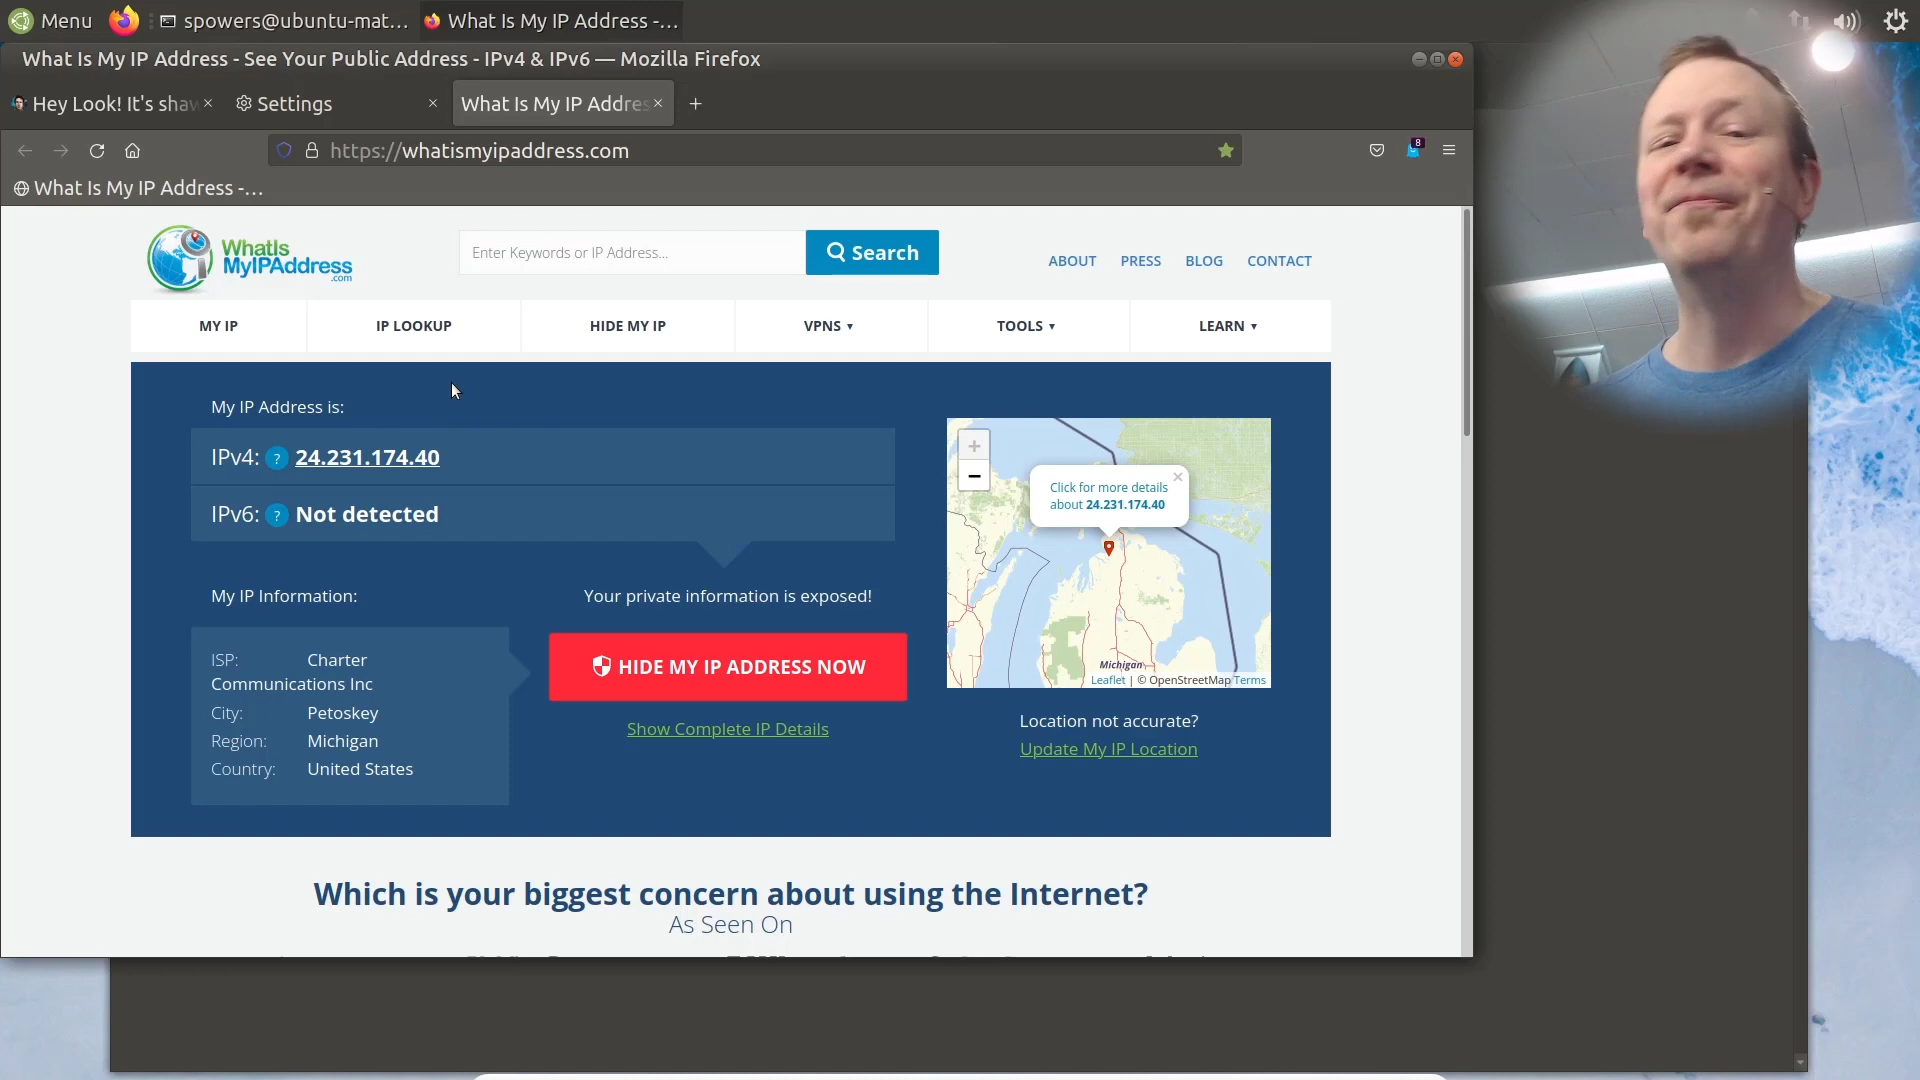 Menu
spowers@ubuntu-mat...
What Is My IP Address -...
What Is My IP Address - See Your Public Address - IPv4 & IPv6 — Mozilla Firefox
Hey Look! It's shaw
Settings
What Is My IP Addres
https://whatismyipaddress.com
8
What Is My IP Address -...
WhatIs
MyIPAddress
.com
Enter Keywords or IP Address...
Search
ABOUT
PRESS
BLOG
CONTACT
MY IP
IP LOOKUP
HIDE MY IP
VPNS
TOOLS
LEARN
My IP Address is:
IPv4: ? 24.231.174.40
IPv6: ? Not detected
My IP Information:
ISP: Charter
Communications Inc
City: Petoskey
Region: Michigan
Country: United States
Your private information is exposed!
HIDE MY IP ADDRESS NOW
Show Complete IP Details
+
−
Click for more details
about 24.231.174.40
Michigan
Leaflet | © OpenStreetMap Terms
Location not accurate?
Update My IP Location
Which is your biggest concern about using the Internet?
As Seen On